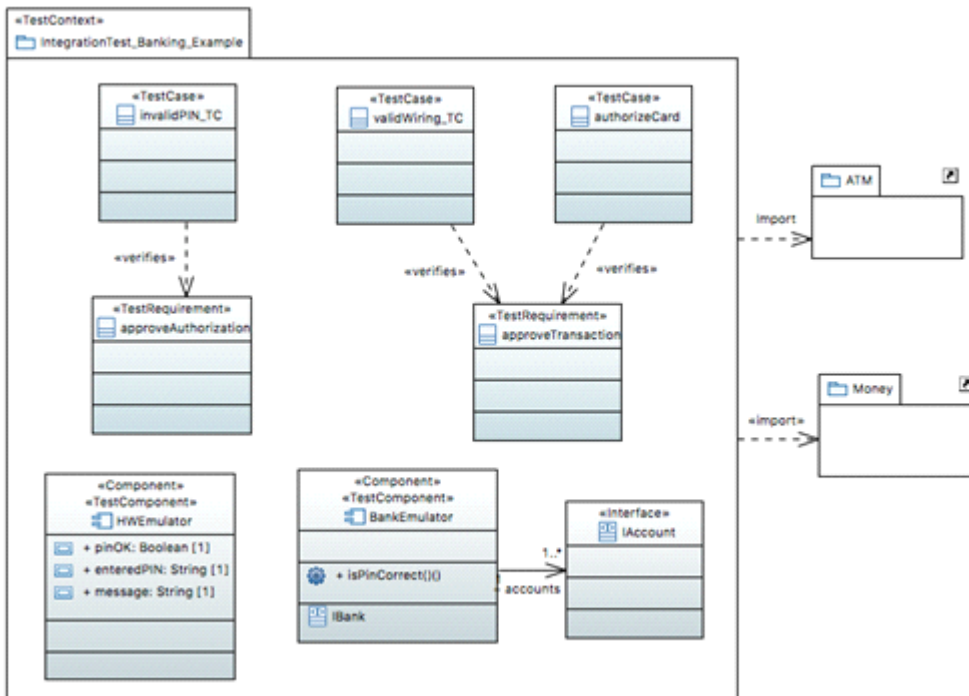 «TestContext»
IntegrationTest_Banking_Example
«TestCase»
invalidPIN_TC
«TestCase»
validWiring_TC
«TestCase»
authorizeCard
ATM
import
«verifies»
«verifies»
«verifies»
«TestRequirement»
approveAuthorization
«TestRequirement»
approveTransaction
Money
«import»
«Component»
«TestComponent»
HWEmulator
+ pinOK: Boolean [1]
+ enteredPIN: String [1]
+ message: String [1]
«Component»
«TestComponent»
BankEmulator
+ isPinCorrect()()
IBank
1..*
1
- accounts
«Interface»
IAccount